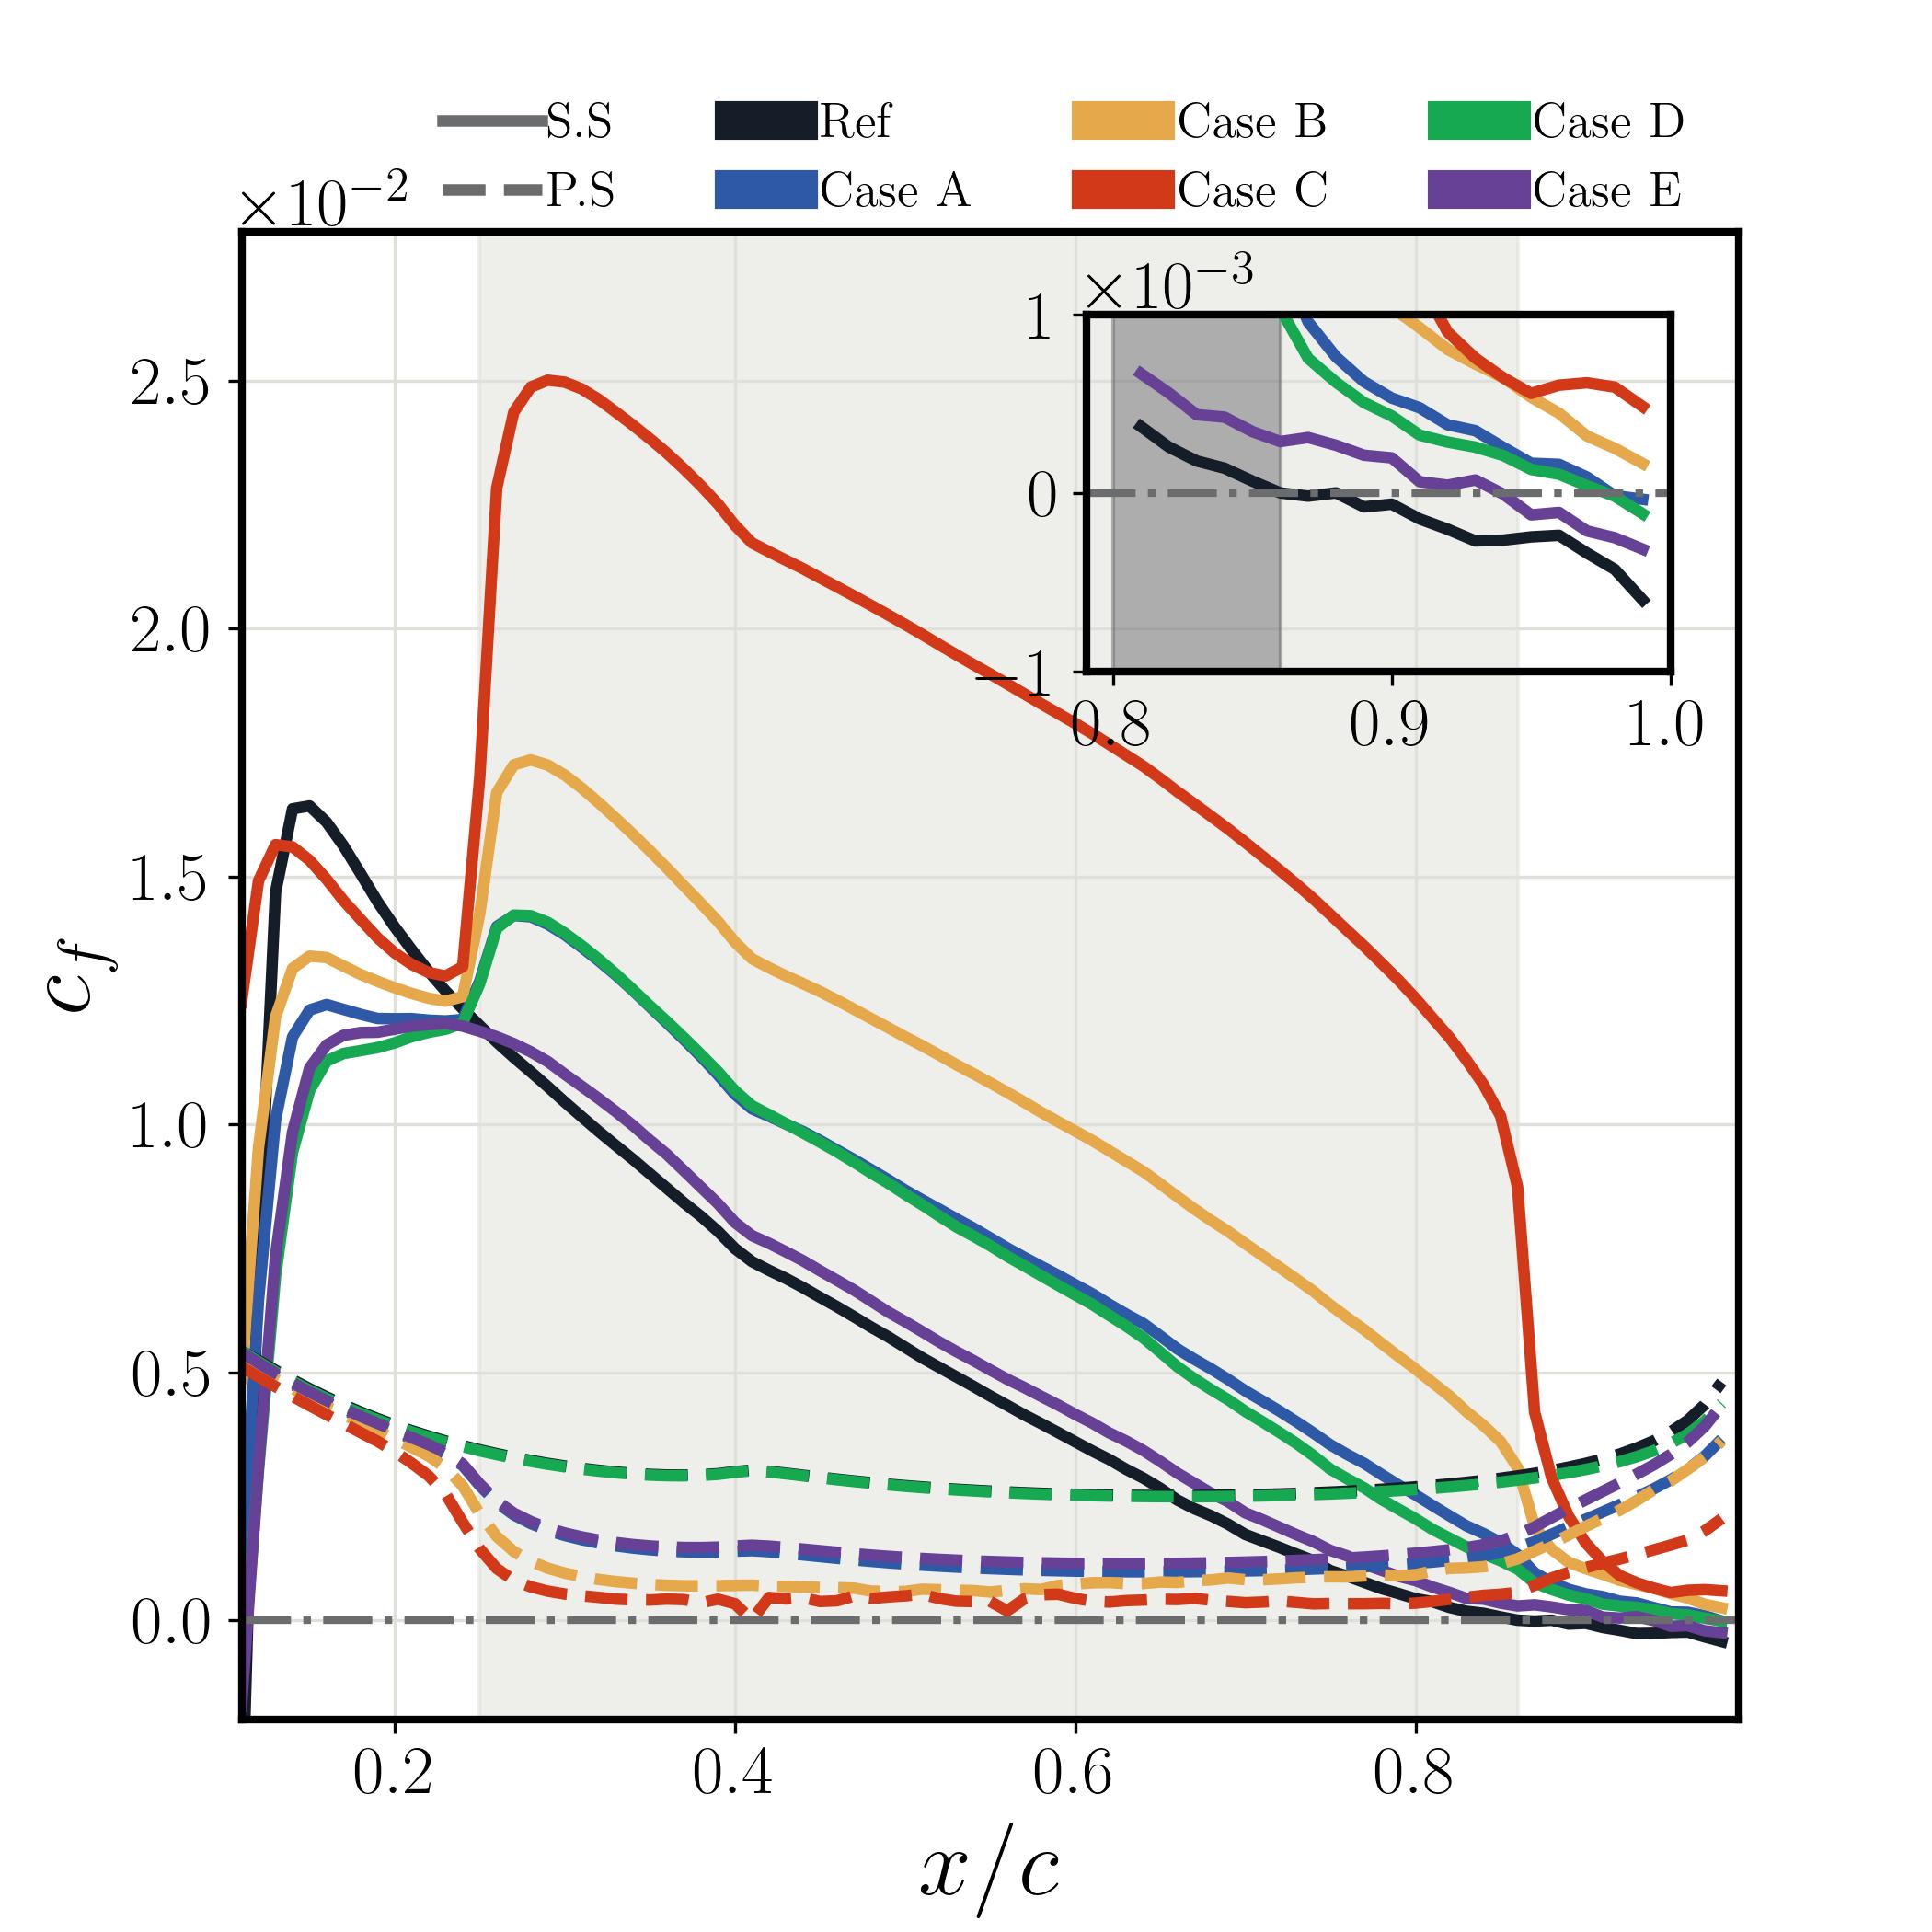 S.S Ref Case B Case D
P.S Case A Case C Case E
×10⁻²
×10⁻³
1
0
−1
0.8 0.9 1.0
2.5
2.0
1.5
1.0
0.5
0.0
c_f
0.2 0.4 0.6 0.8
x/c